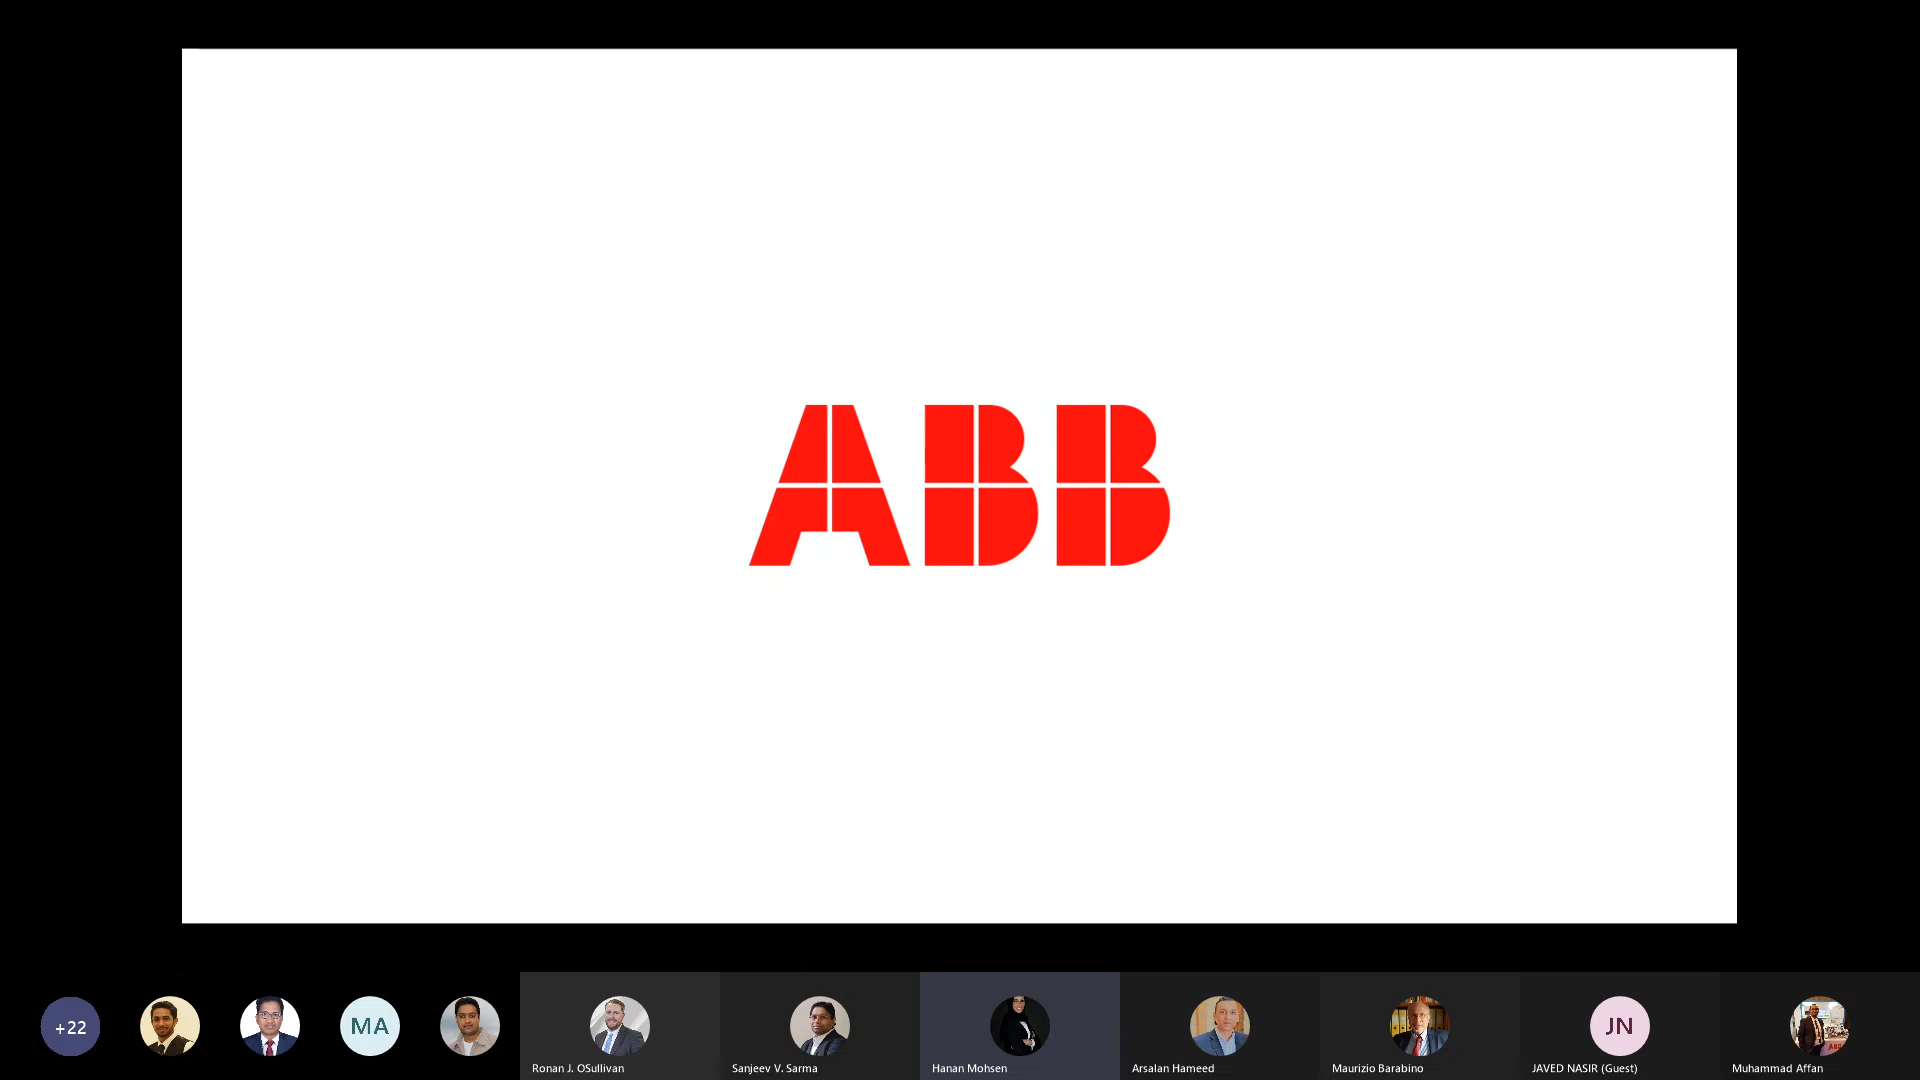 ABB
+22
MA
JN
Ronan J. OSullivan
Sanjeev V. Sarma
Hanan Mohsen
Arsalan Hameed
Maurizio Barabino
JAVED NASIR (Guest)
Muhammad Affan